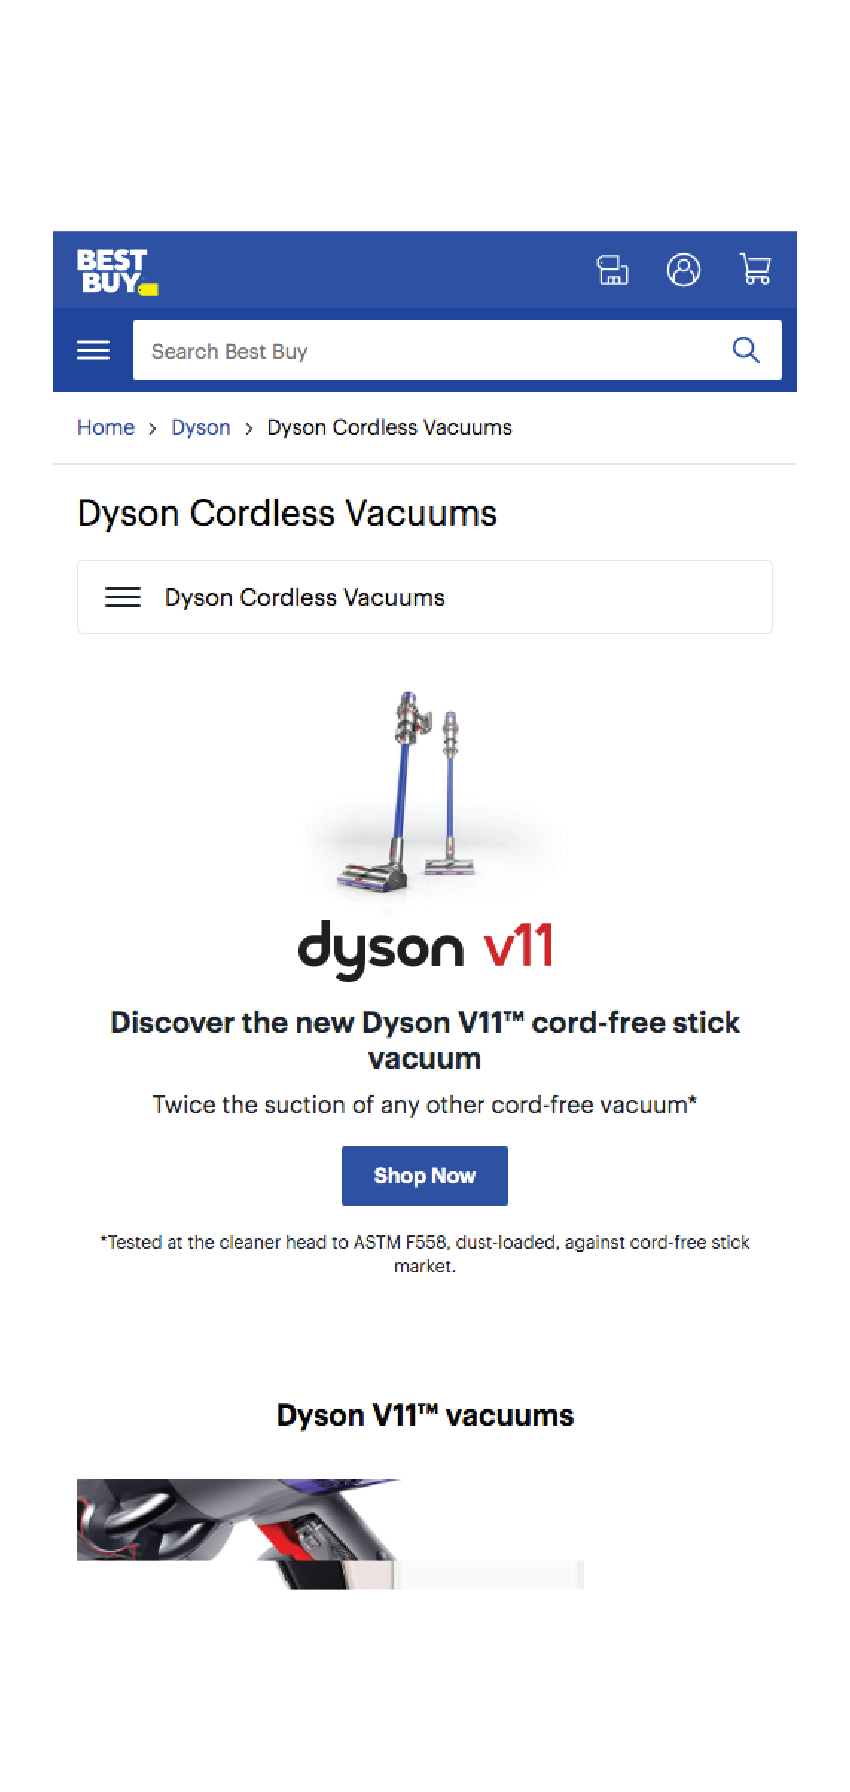 BEST
BUY
Search Best Buy
Home > Dyson > Dyson Cordless Vacuums
Dyson Cordless Vacuums
Dyson Cordless Vacuums
dyson v11
Discover the new Dyson V11™ cord-free stick
vacuum
Twice the suction of any other cord-free vacuum*
Shop Now
*Tested at the cleaner head to ASTM F558, dust-loaded, against cord-free stick
market.
Dyson V11™ vacuums